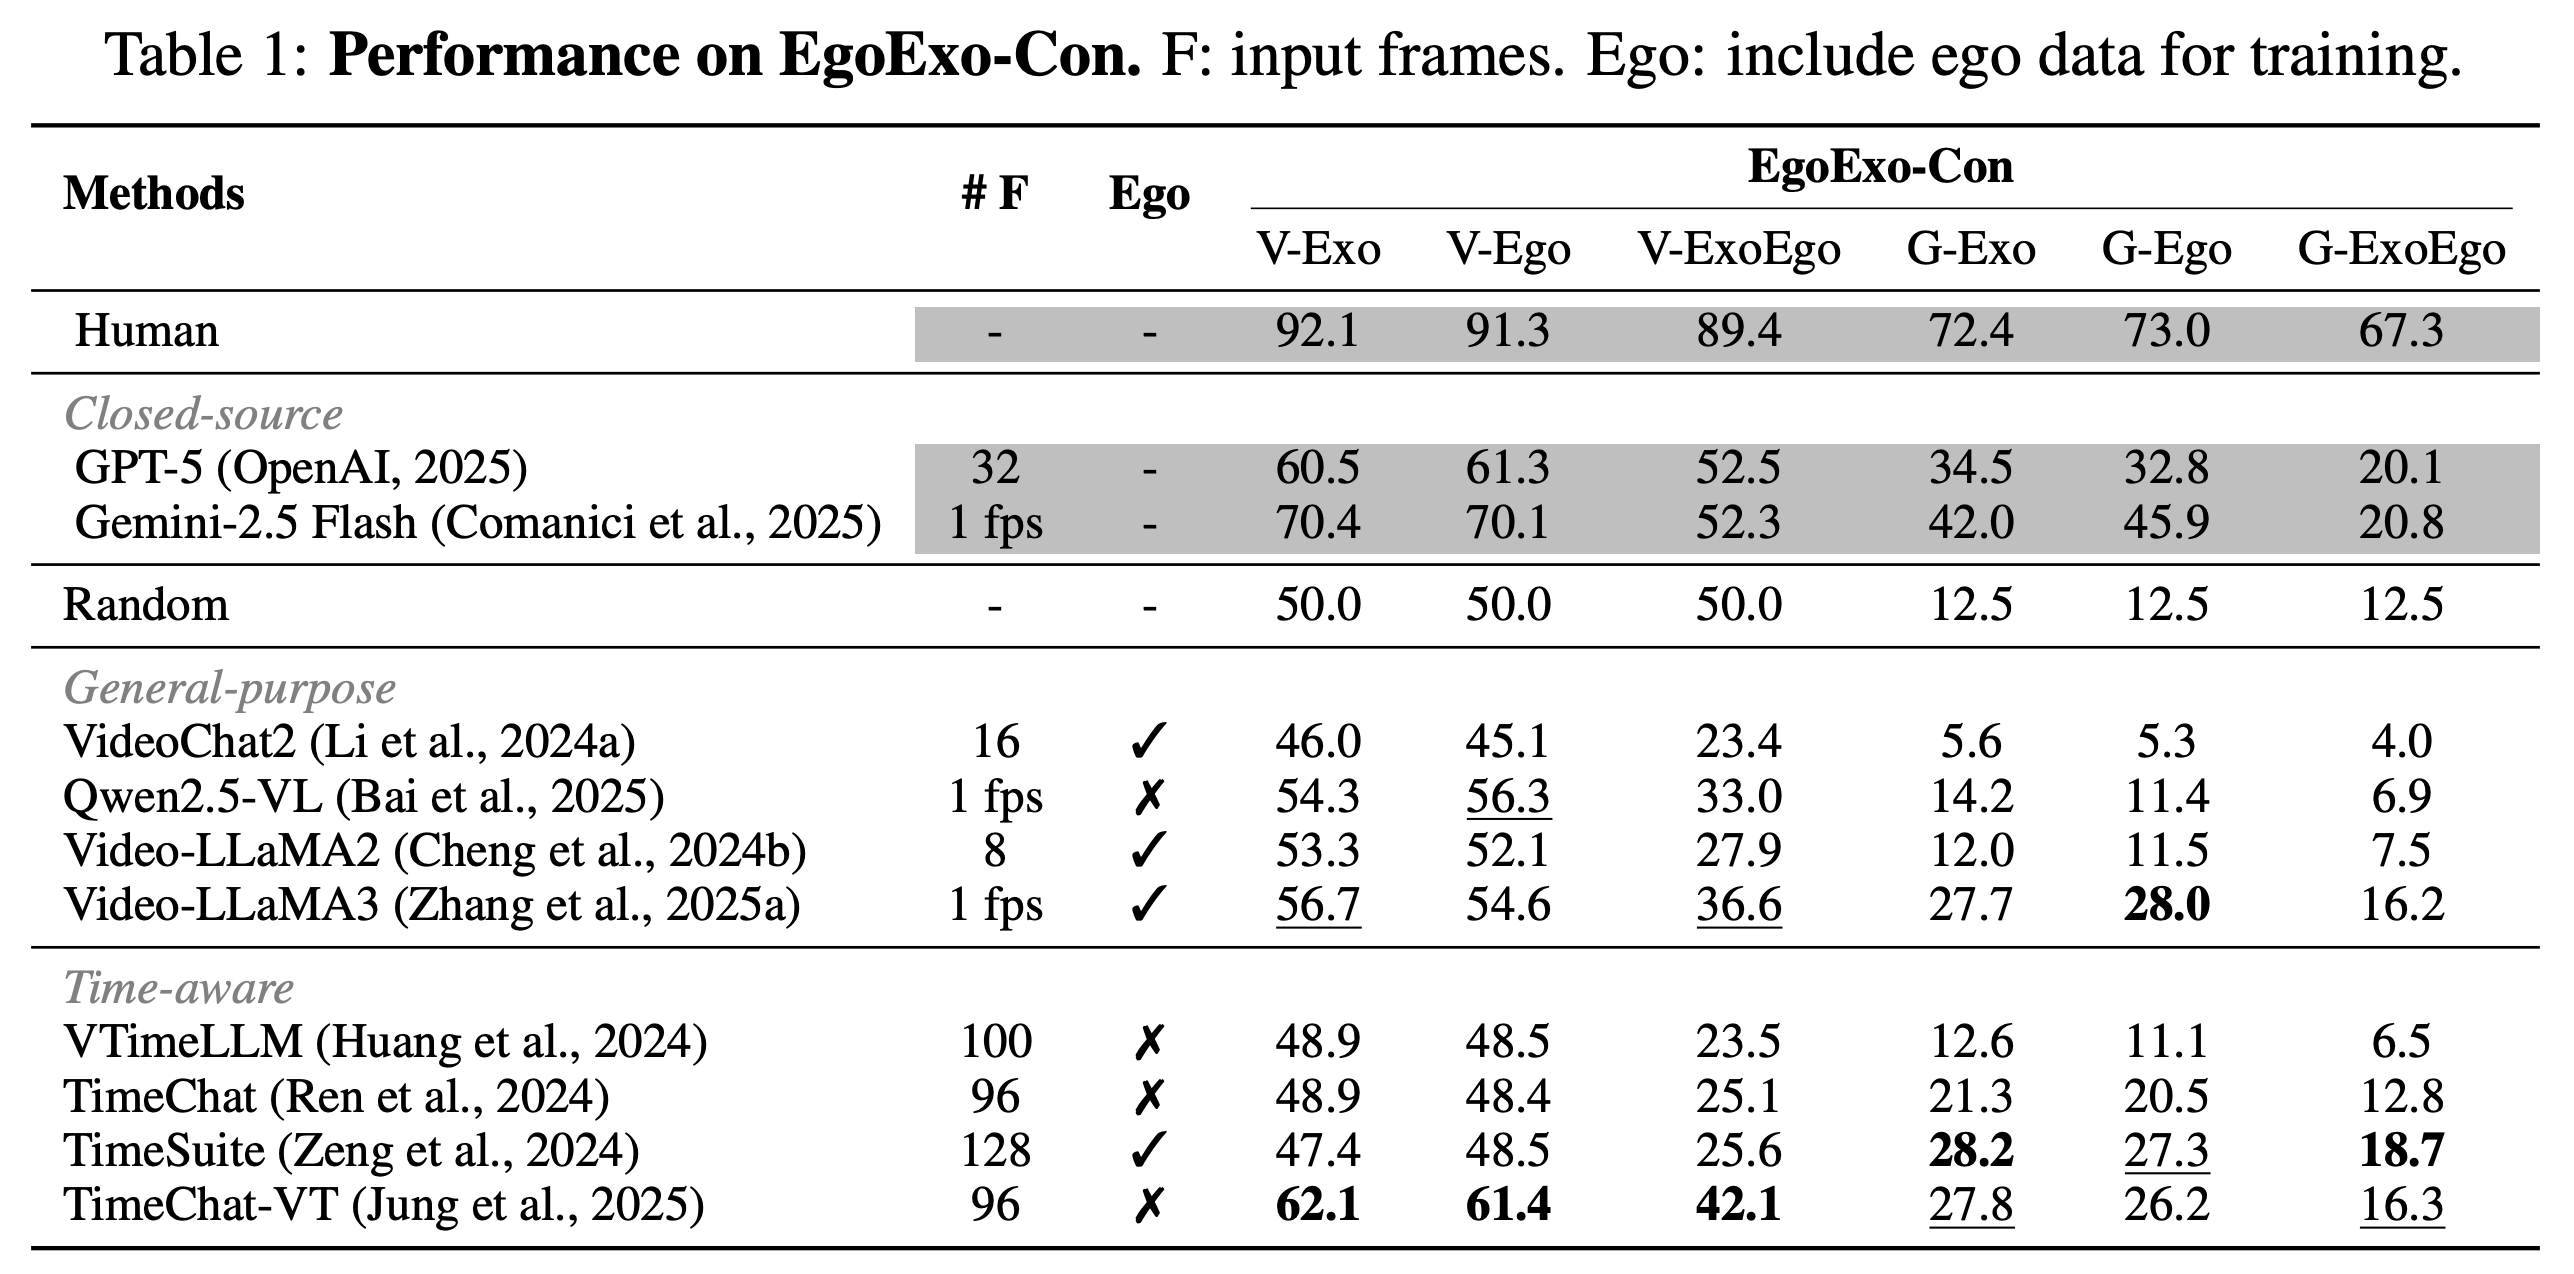 Table 1: Performance on EgoExo-Con. F: input frames. Ego: include ego data for training.
Methods # F Ego EgoExo-Con
V-Exo V-Ego V-ExoEgo G-Exo G-Ego G-ExoEgo
Human - - 92.1 91.3 89.4 72.4 73.0 67.3
Closed-source
GPT-5 (OpenAI, 2025) 32 - 60.5 61.3 52.5 34.5 32.8 20.1
Gemini-2.5 Flash (Comanici et al., 2025) 1 fps - 70.4 70.1 52.3 42.0 45.9 20.8
Random - - 50.0 50.0 50.0 12.5 12.5 12.5
General-purpose
VideoChat2 (Li et al., 2024a) 16 ✓ 46.0 45.1 23.4 5.6 5.3 4.0
Qwen2.5-VL (Bai et al., 2025) 1 fps ✗ 54.3 56.3 33.0 14.2 11.4 6.9
Video-LLaMA2 (Cheng et al., 2024b) 8 ✓ 53.3 52.1 27.9 12.0 11.5 7.5
Video-LLaMA3 (Zhang et al., 2025a) 1 fps ✓ 56.7 54.6 36.6 27.7 28.0 16.2
Time-aware
VTimeLLM (Huang et al., 2024) 100 ✗ 48.9 48.5 23.5 12.6 11.1 6.5
TimeChat (Ren et al., 2024) 96 ✗ 48.9 48.4 25.1 21.3 20.5 12.8
TimeSuite (Zeng et al., 2024) 128 ✓ 47.4 48.5 25.6 28.2 27.3 18.7
TimeChat-VT (Jung et al., 2025) 96 ✗ 62.1 61.4 42.1 27.8 26.2 16.3